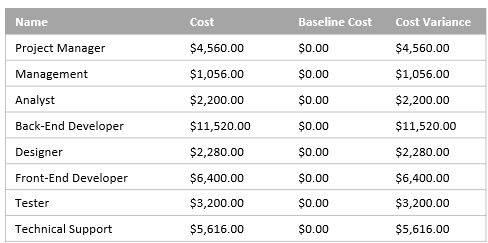 Name Cost Baseline Cost Cost Variance
Project Manager $4,560.00 $0.00 $4,560.00
Management $1,056.00 $0.00 $1,056.00
Analyst $2,200.00 $0.00 $2,200.00
Back-End Developer $11,520.00 $0.00 $11,520.00
Designer $2,280.00 $0.00 $2,280.00
Front-End Developer $6,400.00 $0.00 $6,400.00
Tester $3,200.00 $0.00 $3,200.00
Technical Support $5,616.00 $0.00 $5,616.00